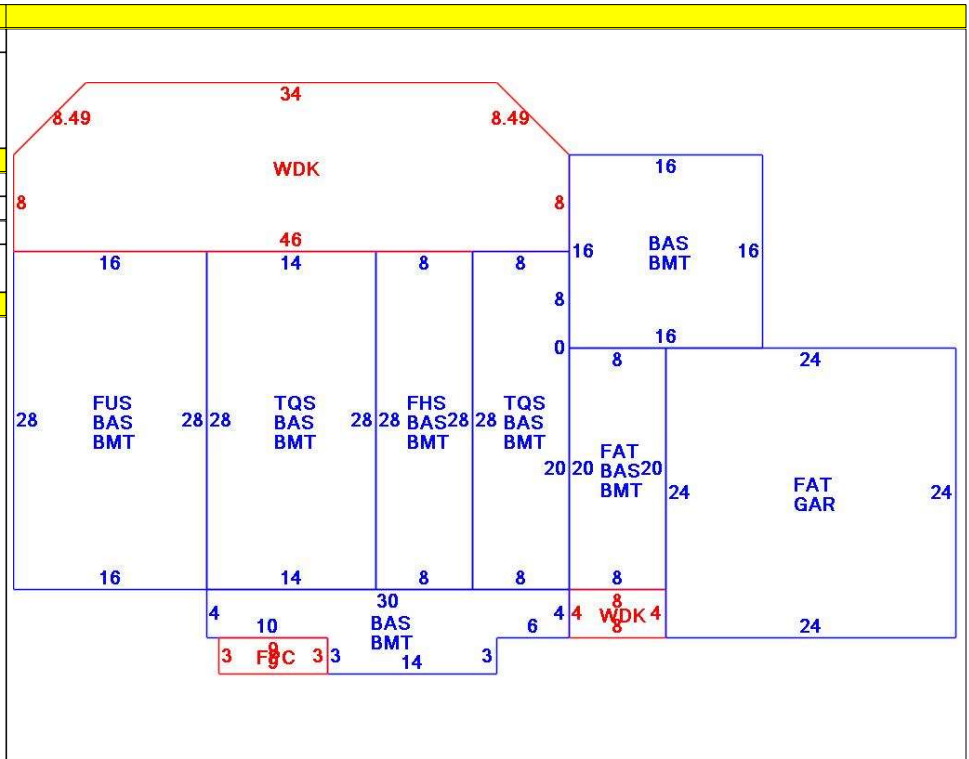 34
8.49 8.49
WDK
8 8
46
16
BAS
BMT
16 16
16
16 14 8 8
8
0
8 24
FUS
BAS
BMT
28 28
TQS
BAS
BMT
28 28
FHS
BAS
BMT
28 28
TQS
BAS
BMT
28 20
FAT
BAS
BMT
20 20
FAT
GAR
24 24
16 14 8 8 8
30
BAS
BMT
4 4
10 6
8
WDK
4 4
8
24
9
FPC
3 3
9
3 14 3